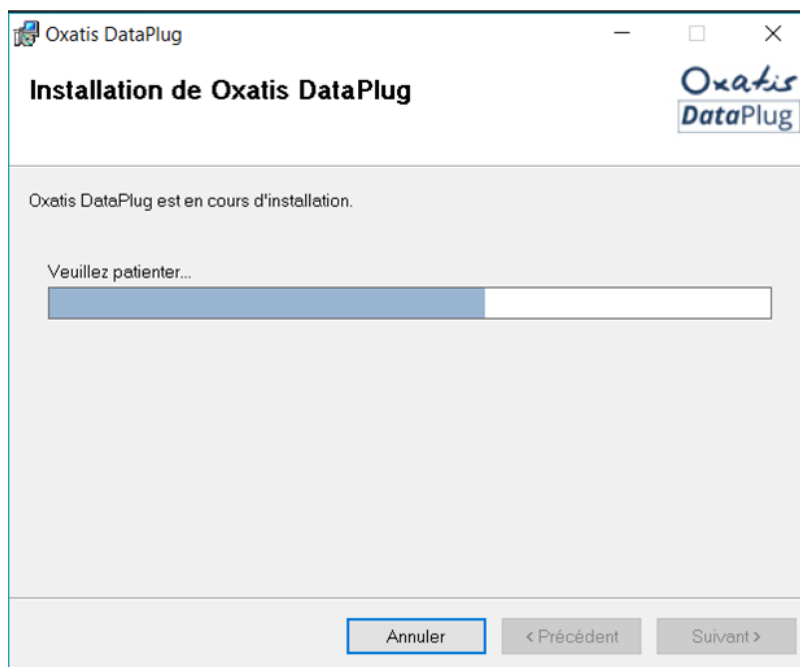 Oxatis DataPlug
Installation de Oxatis DataPlug
Oxatis
DataPlug
Oxatis DataPlug est en cours d'installation.
Veuillez patienter...
Annuler
< Précédent
Suivant >